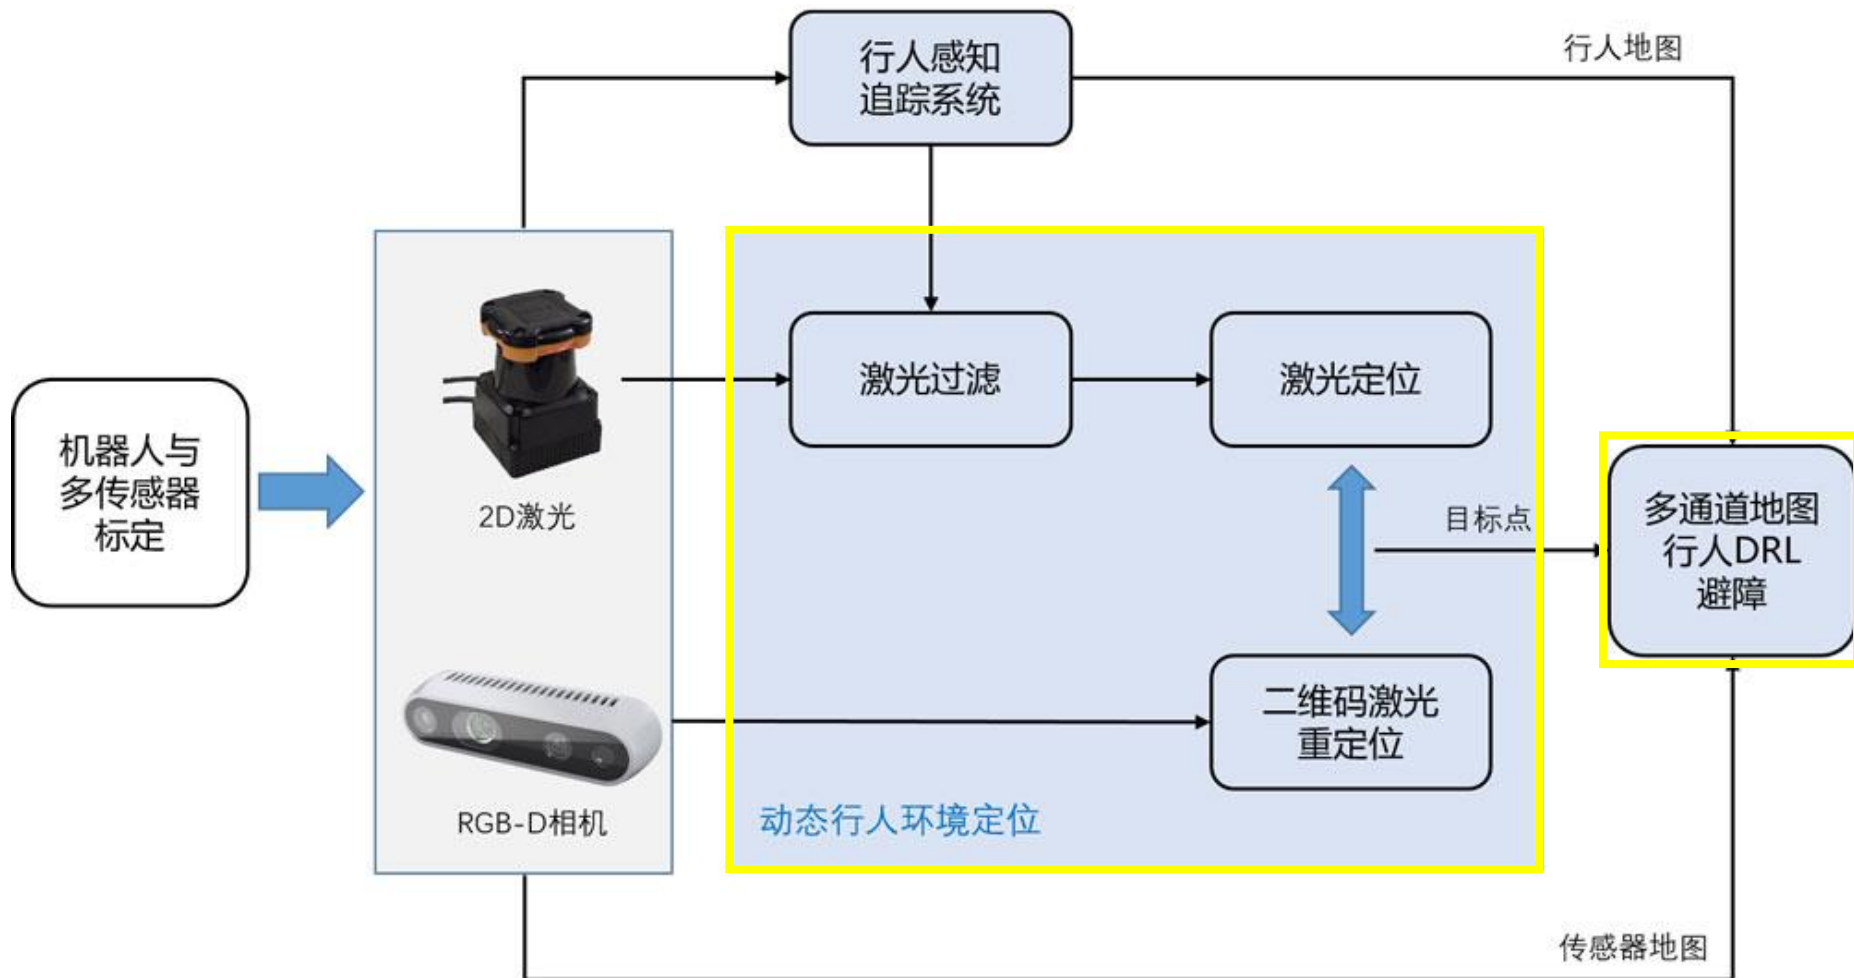 行人感知
追踪系统
行人地图
激光过滤
激光定位
机器人与
多传感器
标定
2D激光
目标点
多通道地图
行人DRL
避障
二维码激光
重定位
RGB-D相机
动态行人环境定位
传感器地图